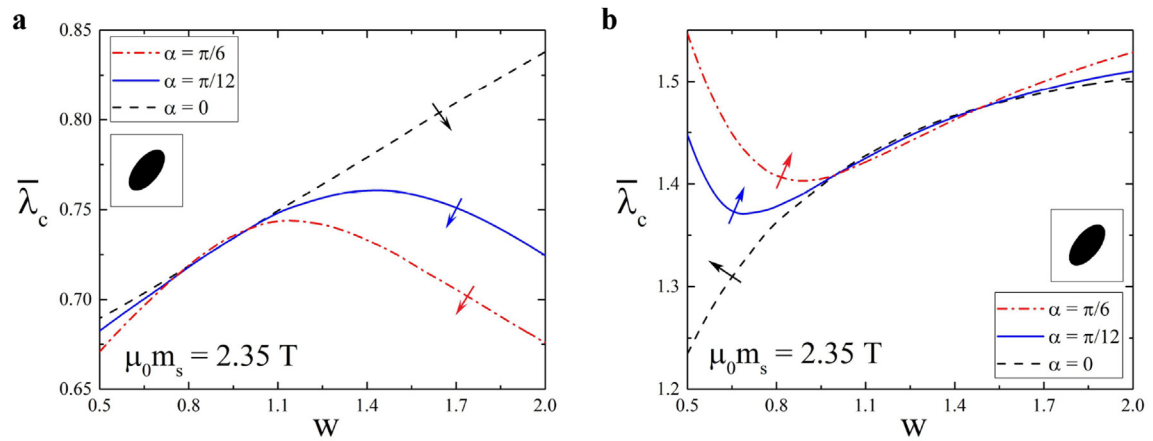 a
0.85
0.80
0.75
0.70
0.65
λ̅c
α = π/6
α = π/12
α = 0
μ0ms = 2.35 T
0.5 0.8 1.1 1.4 1.7 2.0
w
b
1.5
1.4
1.3
1.2
λ̅c
α = π/6
α = π/12
α = 0
μ0ms = 2.35 T
0.5 0.8 1.1 1.4 1.7 2.0
w